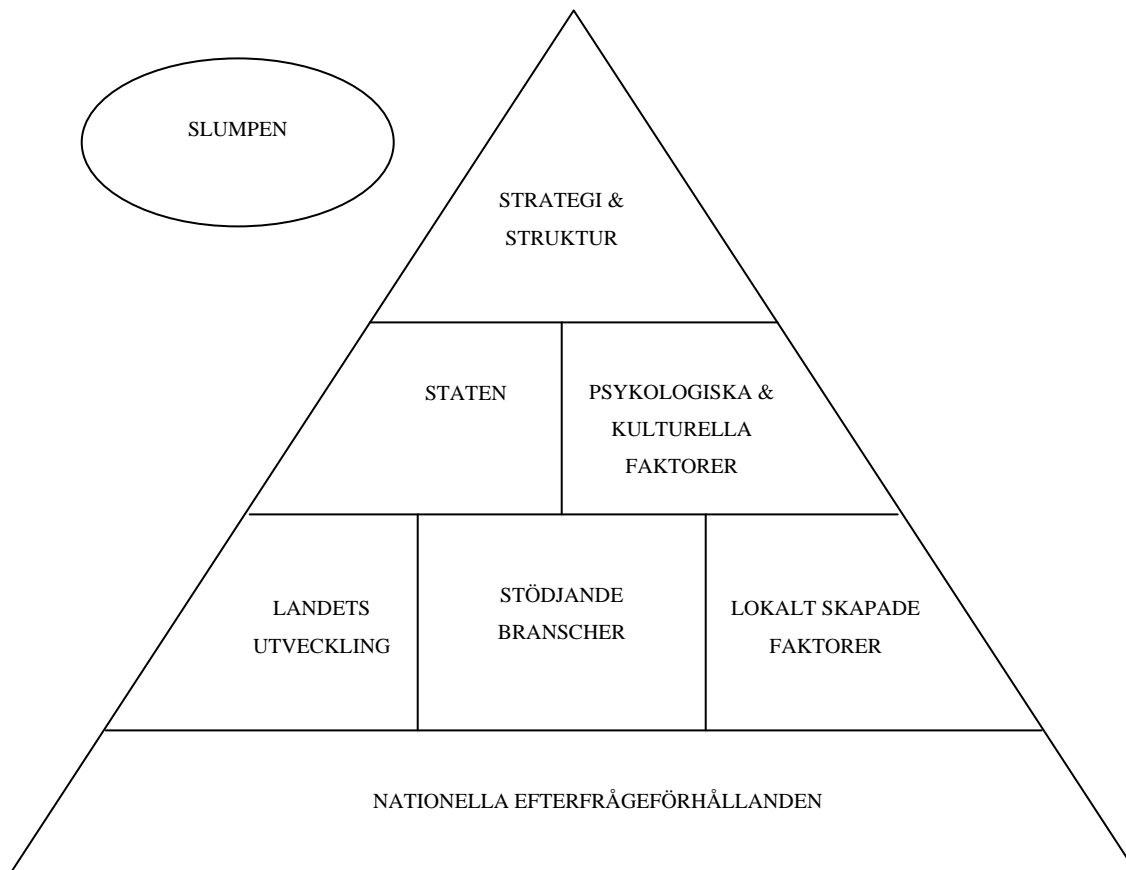 SLUMPEN
STRATEGI &
STRUKTUR
STATEN
PSYKOLOGISKA &
KULTURELLA
FAKTORER
LANDETS
UTVECKLING
STÖDJANDE
BRANSCHER
LOKALT SKAPADE
FAKTORER
NATIONELLA EFTERFRÅGEFÖRHÅLLANDEN